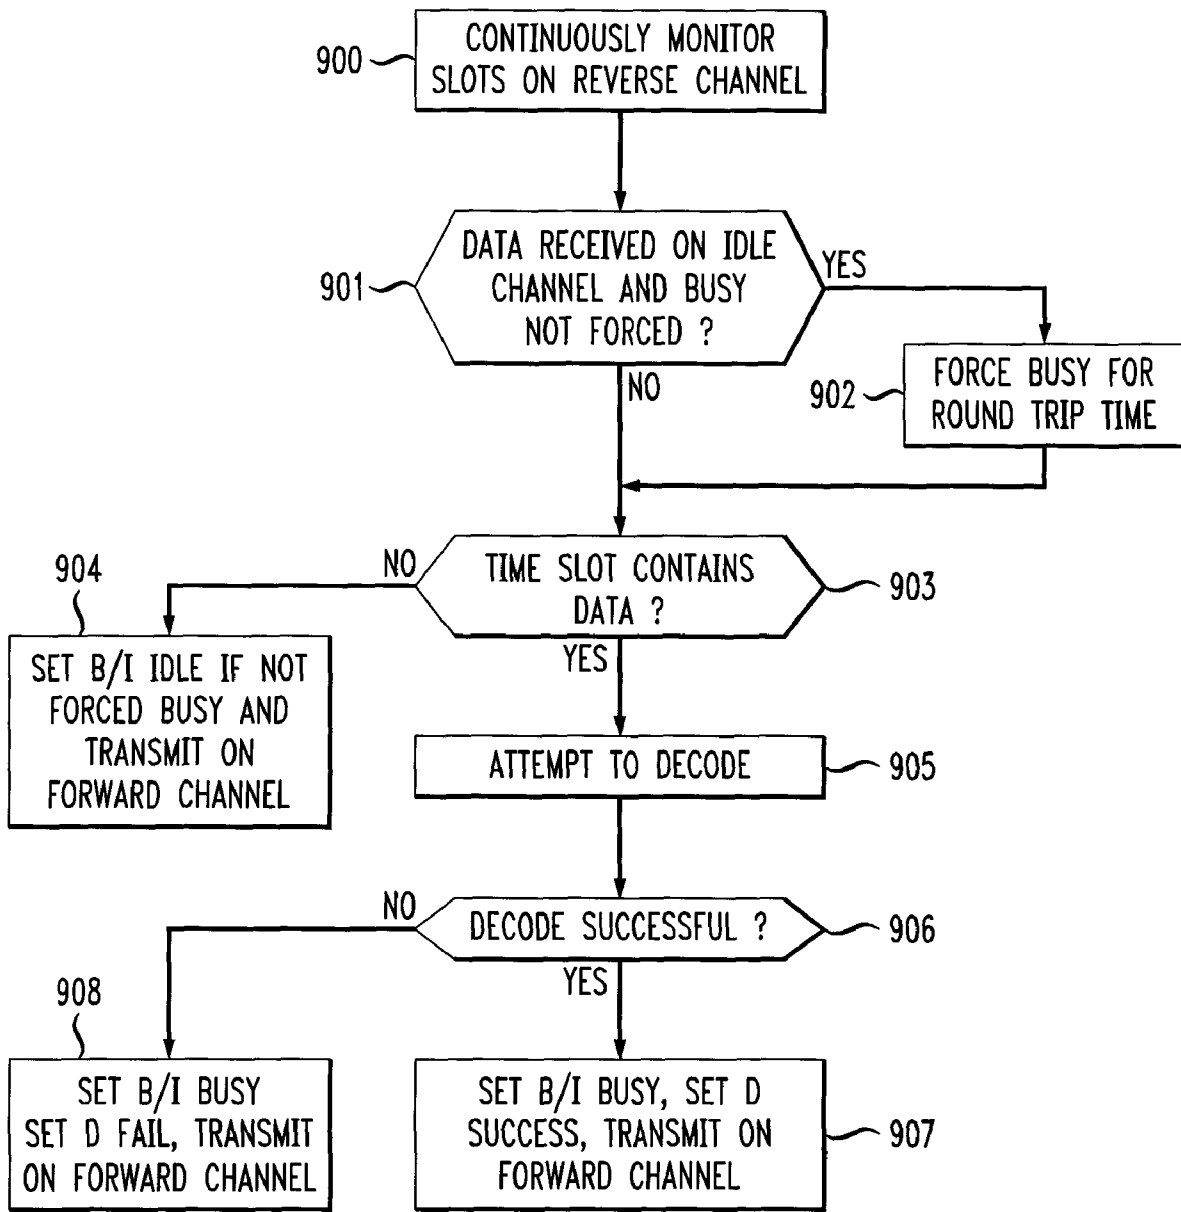 CONTINUOUSLY MONITOR
SLOTS ON REVERSE CHANNEL
900
DATA RECEIVED ON IDLE
CHANNEL AND BUSY
NOT FORCED ?
901
YES
NO
FORCE BUSY FOR
ROUND TRIP TIME
902
TIME SLOT CONTAINS
DATA ?
903
NO
904
YES
SET B/I IDLE IF NOT
FORCED BUSY AND
TRANSMIT ON
FORWARD CHANNEL
ATTEMPT TO DECODE
905
NO
DECODE SUCCESSFUL ?
906
YES
908
SET B/I BUSY
SET D FAIL, TRANSMIT
ON FORWARD CHANNEL
SET B/I BUSY, SET D
SUCCESS, TRANSMIT ON
FORWARD CHANNEL
907